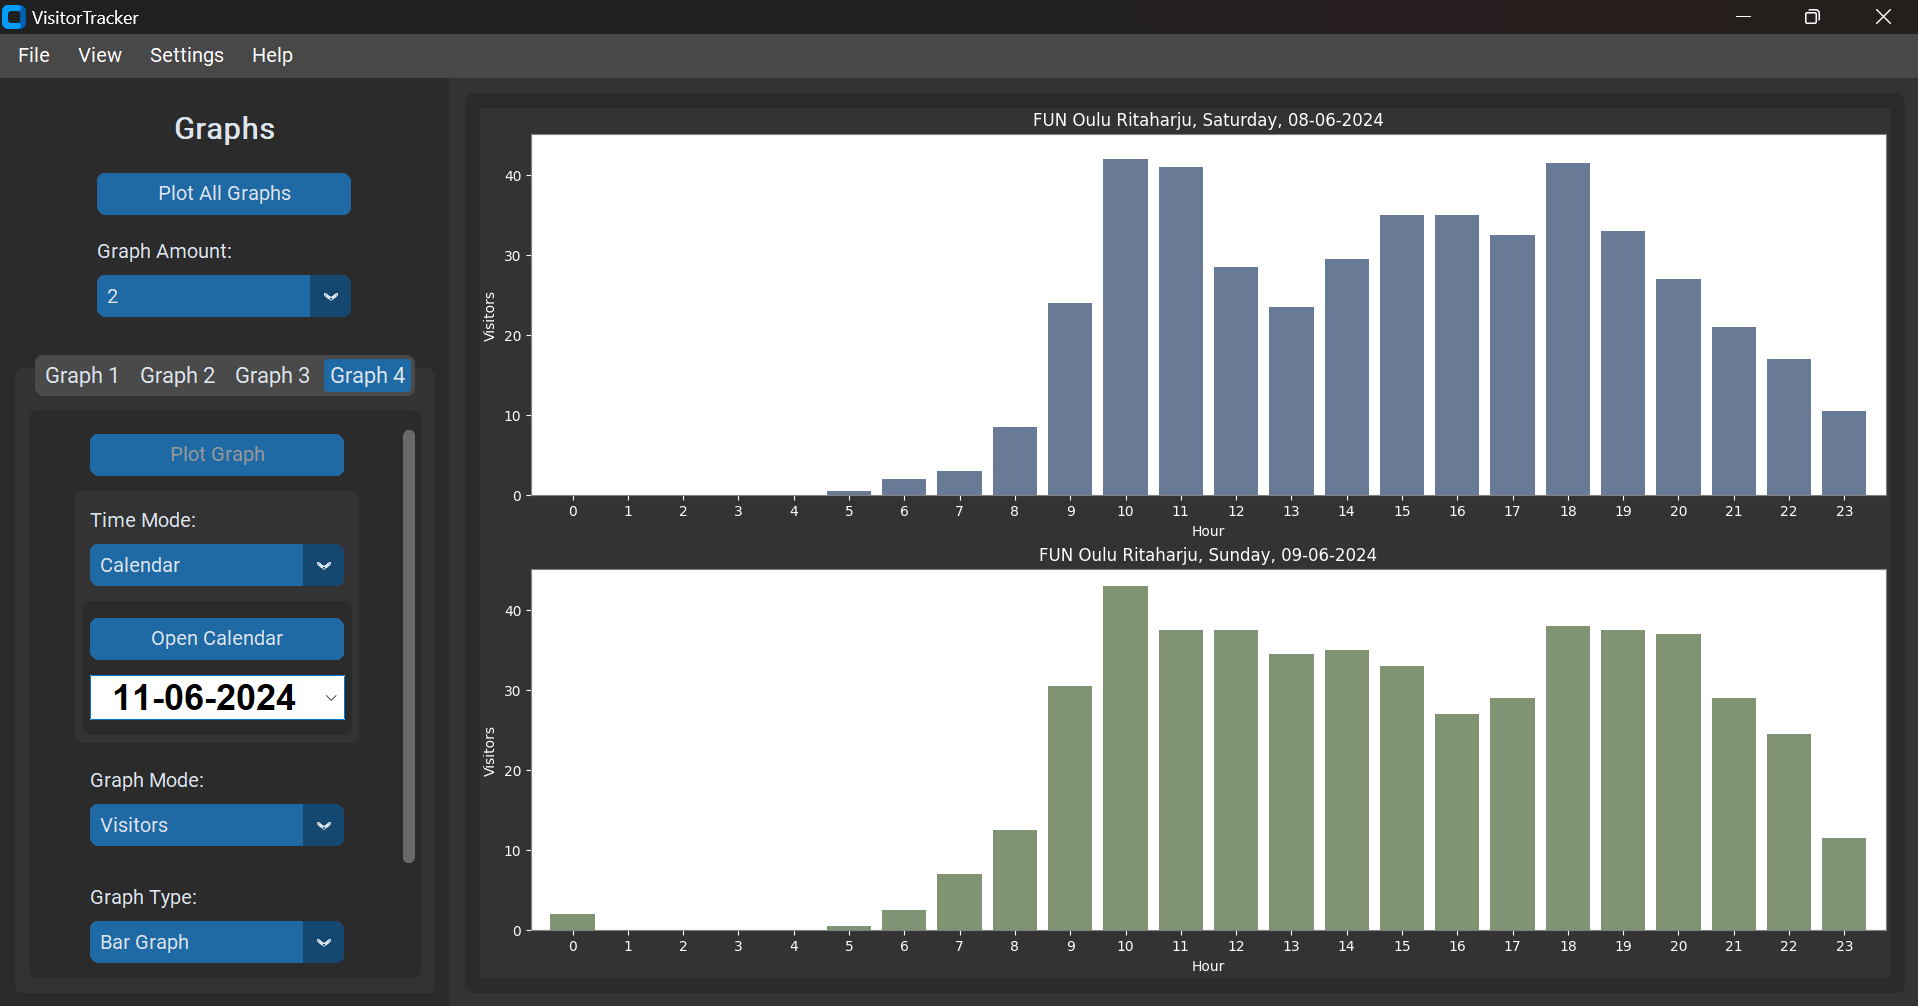 VisitorTracker
File View Settings Help
Graphs
Plot All Graphs
Graph Amount:
2
Graph 1 Graph 2 Graph 3 Graph 4
Plot Graph
Time Mode:
Calendar
Open Calendar
11-06-2024
Graph Mode:
Visitors
Graph Type:
Bar Graph
FUN Oulu Ritaharju, Saturday, 08-06-2024
Visitors
40
30
20
10
0
0 1 2 3 4 5 6 7 8 9 10 11 12 13 14 15 16 17 18 19 20 21 22 23
Hour
FUN Oulu Ritaharju, Sunday, 09-06-2024
Visitors
40
30
20
10
0
0 1 2 3 4 5 6 7 8 9 10 11 12 13 14 15 16 17 18 19 20 21 22 23
Hour